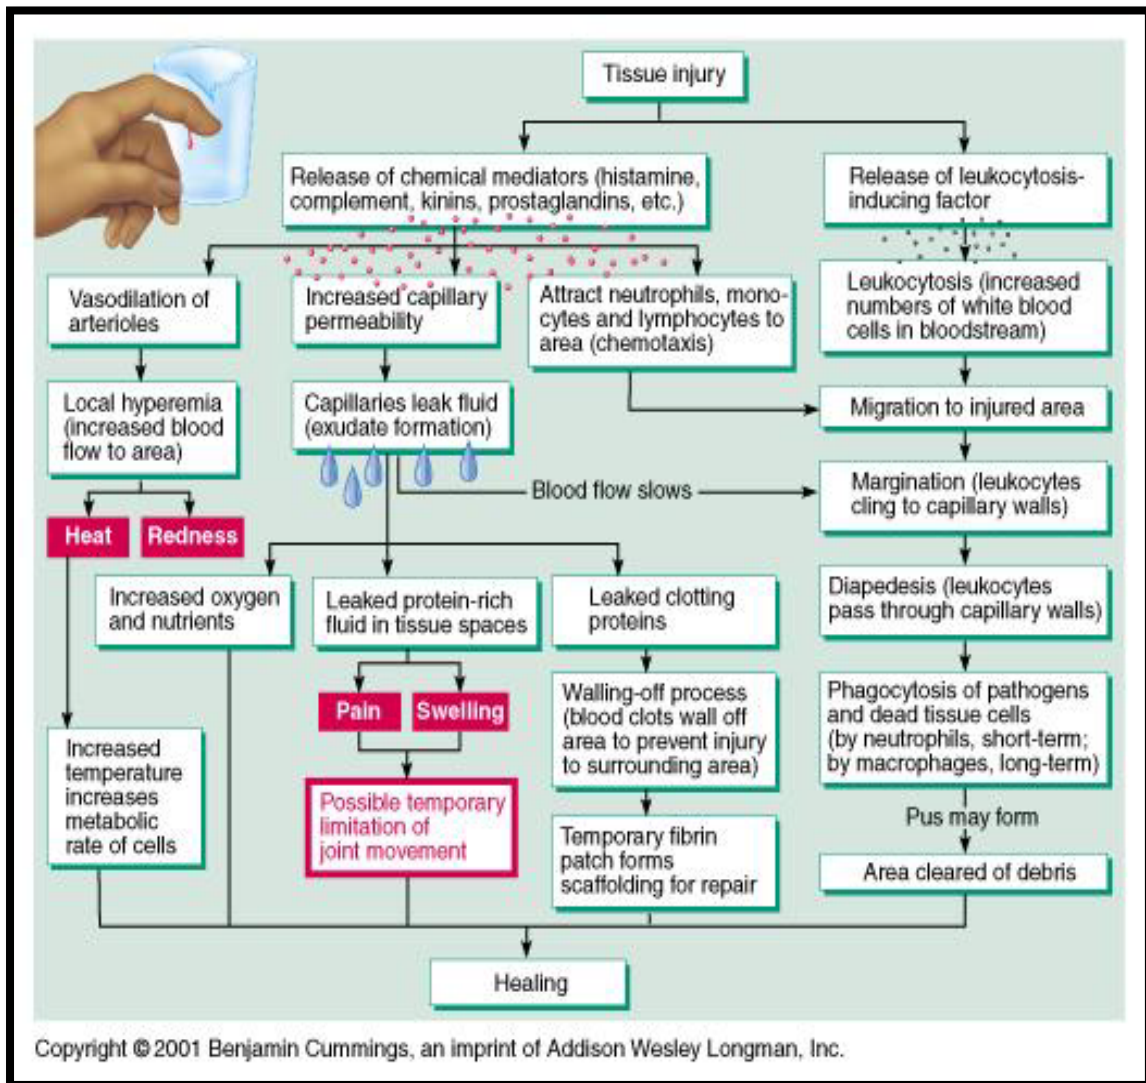 Tissue injury
Release of chemical mediators (histamine,
complement, kinins, prostaglandins, etc.)
Release of leukocytosis-
inducing factor
Vasodilation of
arterioles
Increased capillary
permeability
Attract neutrophils, mono-
cytes and lymphocytes to
area (chemotaxis)
Leukocytosis (increased
numbers of white blood
cells in bloodstream)
Local hyperemia
(increased blood
flow to area)
Capillaries leak fluid
(exudate formation)
Migration to injured area
Blood flow slows
Margination (leukocytes
cling to capillary walls)
Heat
Redness
Increased oxygen
and nutrients
Leaked protein-rich
fluid in tissue spaces
Leaked clotting
proteins
Diapedesis (leukocytes
pass through capillary walls)
Pain
Swelling
Walling-off process
(blood clots wall off
area to prevent injury
to surrounding area)
Phagocytosis of pathogens
and dead tissue cells
(by neutrophils, short-term;
by macrophages, long-term)
Increased
temperature
increases
metabolic
rate of cells
Possible temporary
limitation of
joint movement
Pus may form
Temporary fibrin
patch forms
scaffolding for repair
Area cleared of debris
Healing
Copyright © 2001 Benjamin Cummings, an imprint of Addison Wesley Longman, Inc.